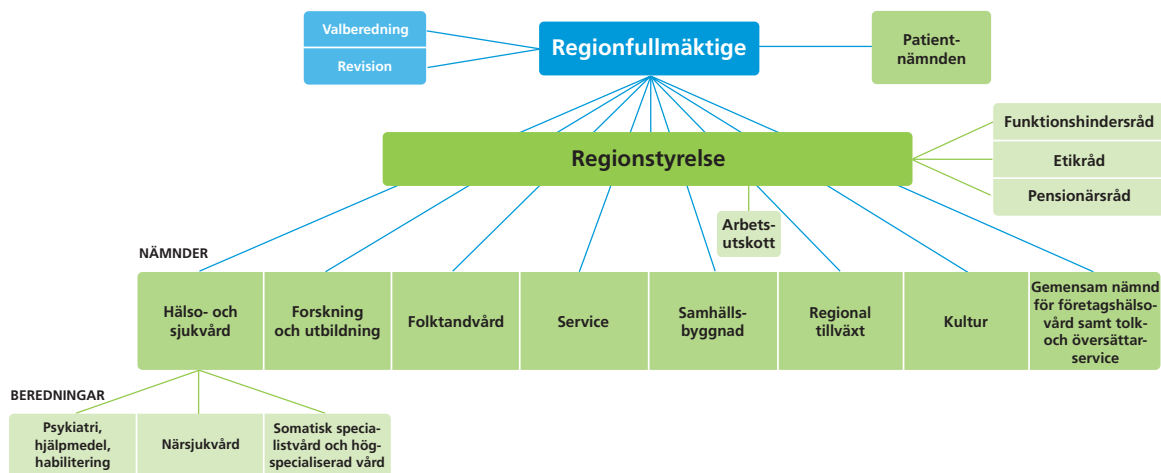 Valberedning
Revision
Regionfullmäktige
Patient-
nämnden
Regionstyrelse
Funktionshindersråd
Etikråd
Pensionärsråd
Arbets-
utskott
NÄMNDER
Hälso- och
sjukvård
Forskning
och utbildning
Folktandvård
Service
Samhälls-
byggnad
Regional
tillväxt
Kultur
Gemensam nämnd
för företagshälso-
vård samt tolk-
och översättar-
service
BEREDNINGAR
Psykiatri,
hjälpmedel,
habilitering
Närsjukvård
Somatisk specia-
listvård och hög-
specialiserad vård